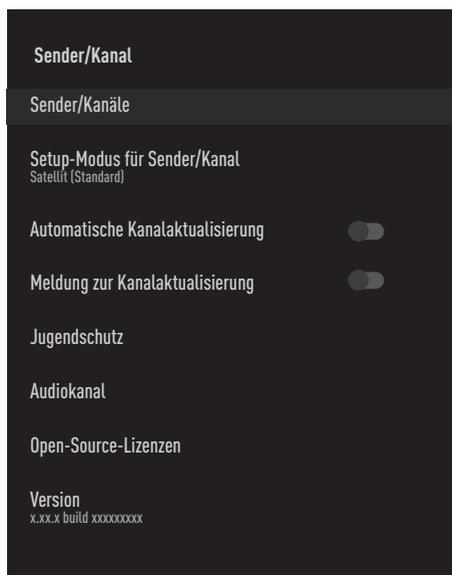 Sender/Kanal
Sender/Kanäle
Setup-Modus für Sender/Kanal
Satellit (Standard)
Automatische Kanalaktualisierung
Meldung zur Kanalaktualisierung
Jugendschutz
Audiokanal
Open-Source-Lizenzen
Version
x.xx.x build xxxxxxxxx